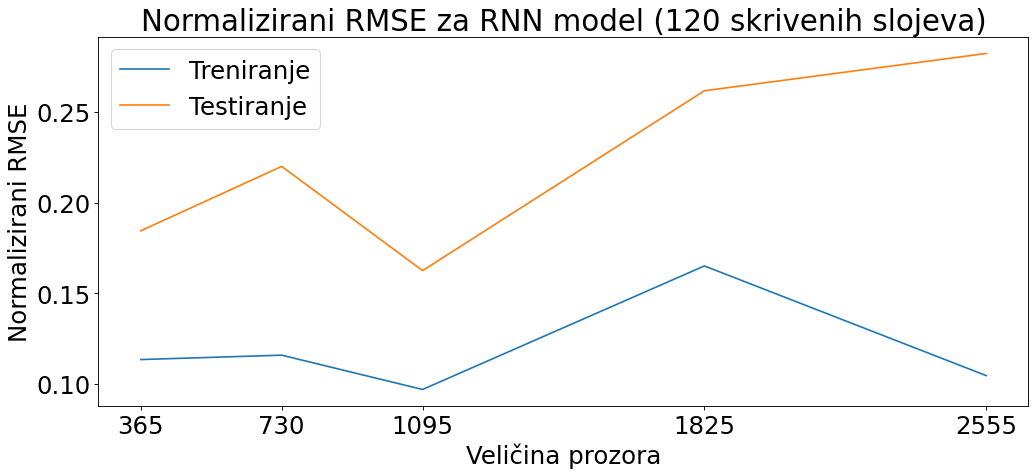 Normalizirani RMSE za RNN model (120 skrivenih slojeva)
Treniranje
Testiranje
Normalizirani RMSE
0.25
0.20
0.15
0.10
365 730 1095 1825 2555
Veličina prozora